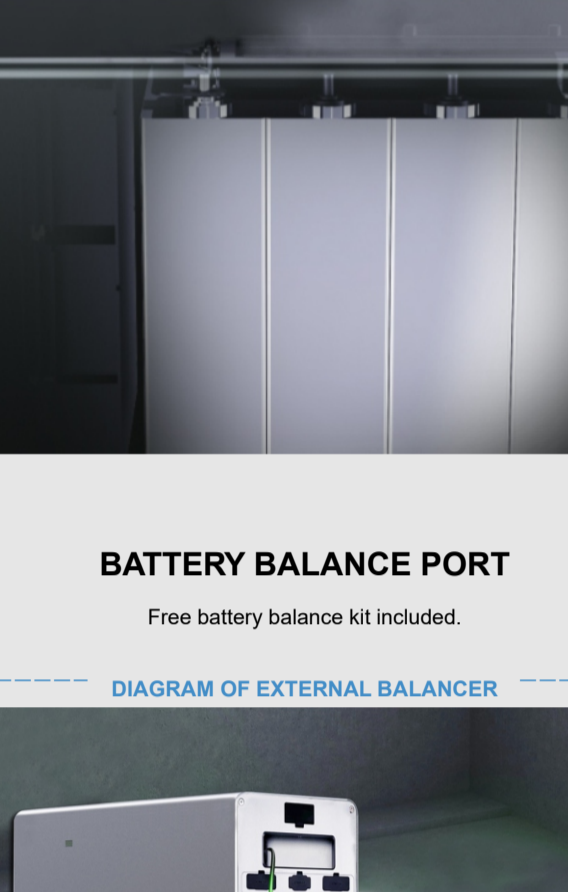 BATTERY BALANCE PORT
Free battery balance kit included.
DIAGRAM OF EXTERNAL BALANCER